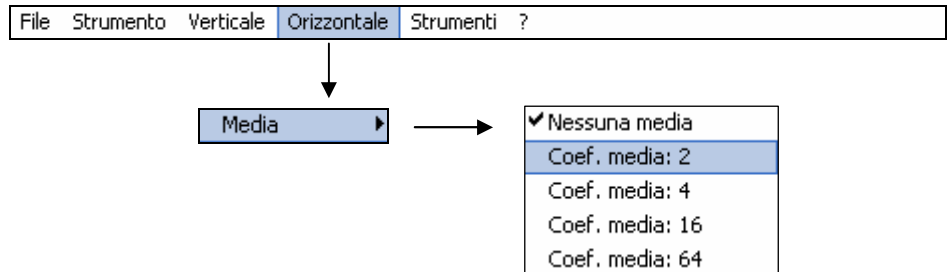 File Strumento Verticale Orizzontale Strumenti ?
Media
Nessuna media
Coef. media: 2
Coef. media: 4
Coef. media: 16
Coef. media: 64